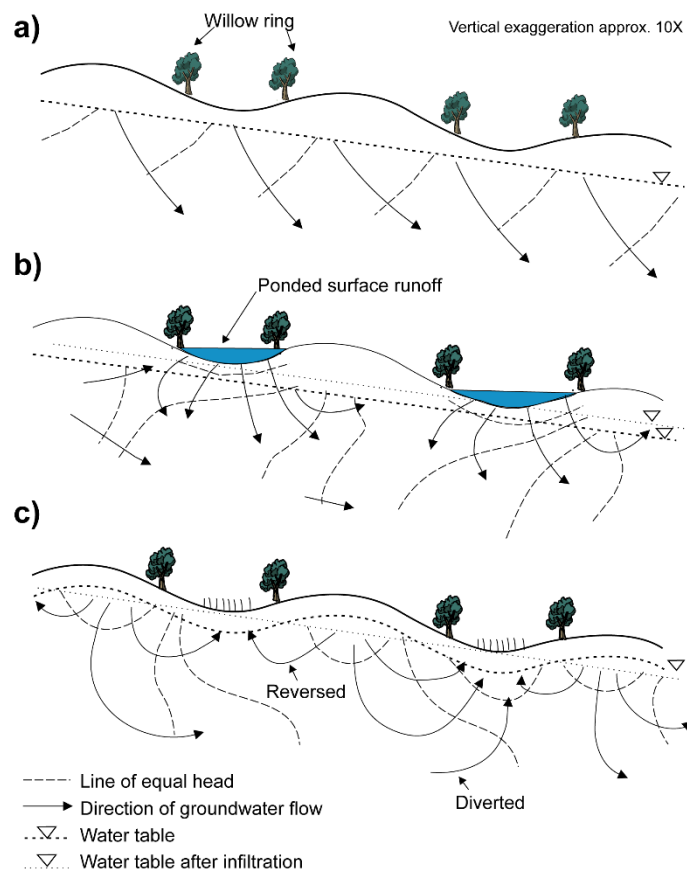 a)
Willow ring
Vertical exaggeration approx. 10X
b)
Ponded surface runoff
c)
Reversed
Diverted
Line of equal head
Direction of groundwater flow
Water table
Water table after infiltration